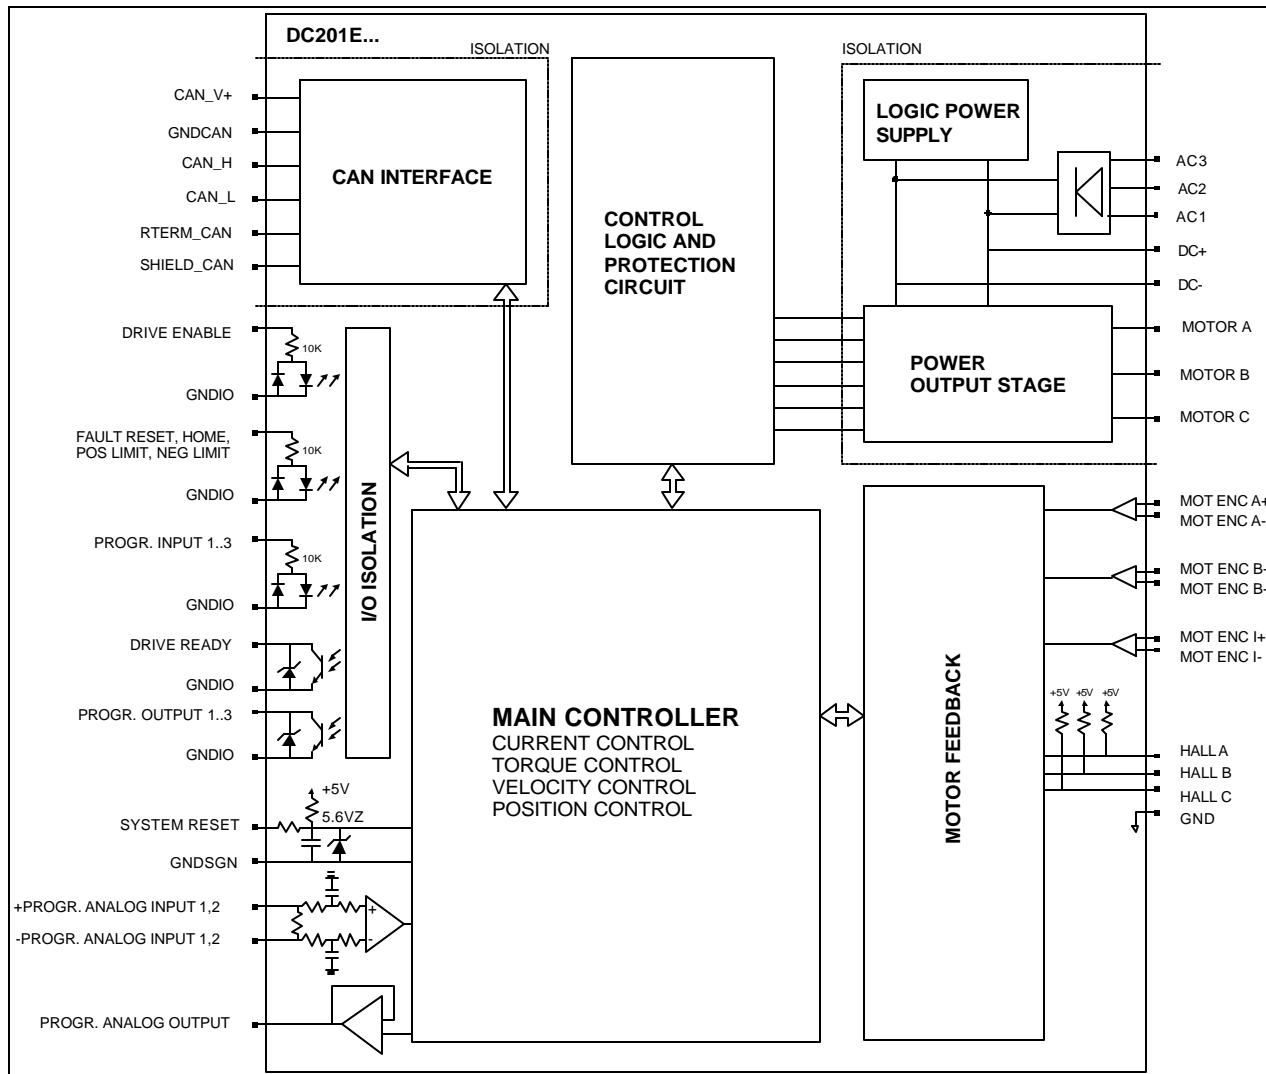 DC201E...
ISOLATION
ISOLATION
CAN_V+
GNDCAN
CAN_H
CAN_L
RTERM_CAN
SHIELD_CAN
CAN INTERFACE
CONTROL
LOGIC AND
PROTECTION
CIRCUIT
LOGIC POWER
SUPPLY
AC3
AC2
AC1
DC+
DC-
POWER
OUTPUT STAGE
MOTOR A
MOTOR B
MOTOR C
DRIVE ENABLE
10K
GNDIO
FAULT RESET, HOME,
POS LIMIT, NEG LIMIT
10K
GNDIO
PROGR. INPUT 1..3
10K
GNDIO
DRIVE READY
GNDIO
PROGR. OUTPUT 1..3
GNDIO
I/O ISOLATION
+5V
5.6VZ
SYSTEM RESET
GNDSGN
+PROGR. ANALOG INPUT 1,2
-PROGR. ANALOG INPUT 1,2
+
-
PROGR. ANALOG OUTPUT
MAIN CONTROLLER
CURRENT CONTROL
TORQUE CONTROL
VELOCITY CONTROL
POSITION CONTROL
MOTOR FEEDBACK
MOT ENC A+
MOT ENC A-
MOT ENC B-
MOT ENC B-
MOT ENC I+
MOT ENC I-
+5V +5V +5V
HALL A
HALL B
HALL C
GND